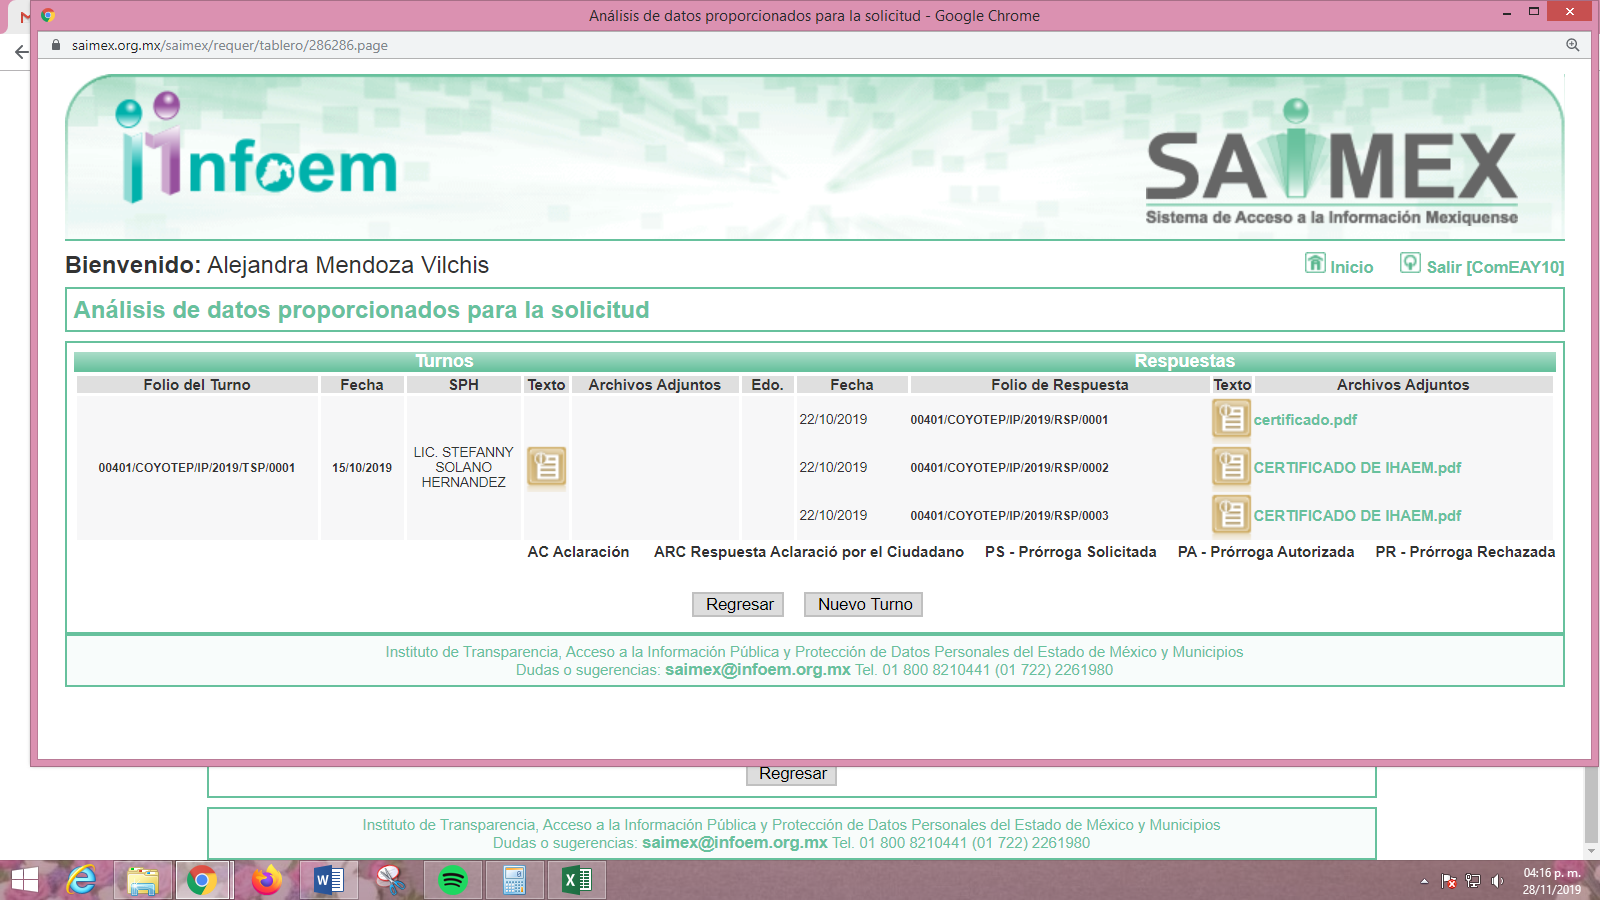 Análisis de datos proporcionados para la solicitud - Google Chrome
saimex.org.mx/saimex/requer/tablero/286286.page
infoem
SAIMEX
Sistema de Acceso a la Información Mexiquense
Bienvenido: Alejandra Mendoza Vilchis
Inicio Salir [ComEAY10]
Análisis de datos proporcionados para la solicitud
Turnos Respuestas
Folio del Turno Fecha SPH Texto Archivos Adjuntos Edo. Fecha Folio de Respuesta Texto Archivos Adjuntos
00401/COYOTEP/IP/2019/TSP/0001 15/10/2019 LIC. STEFANNY
SOLANO
HERNANDEZ
22/10/2019 00401/COYOTEP/IP/2019/RSP/0001 certificado.pdf
22/10/2019 00401/COYOTEP/IP/2019/RSP/0002 CERTIFICADO DE IHAEM.pdf
22/10/2019 00401/COYOTEP/IP/2019/RSP/0003 CERTIFICADO DE IHAEM.pdf
AC Aclaración ARC Respuesta Aclaració por el Ciudadano PS - Prórroga Solicitada PA - Prórroga Autorizada PR - Prórroga Rechazada
Regresar Nuevo Turno
Instituto de Transparencia, Acceso a la Información Pública y Protección de Datos Personales del Estado de México y Municipios
Dudas o sugerencias: saimex@infoem.org.mx Tel. 01 800 8210441 (01 722) 2261980
Regresar
Instituto de Transparencia, Acceso a la Información Pública y Protección de Datos Personales del Estado de México y Municipios
Dudas o sugerencias: saimex@infoem.org.mx Tel. 01 800 8210441 (01 722) 2261980
04:16 p. m.
28/11/2019